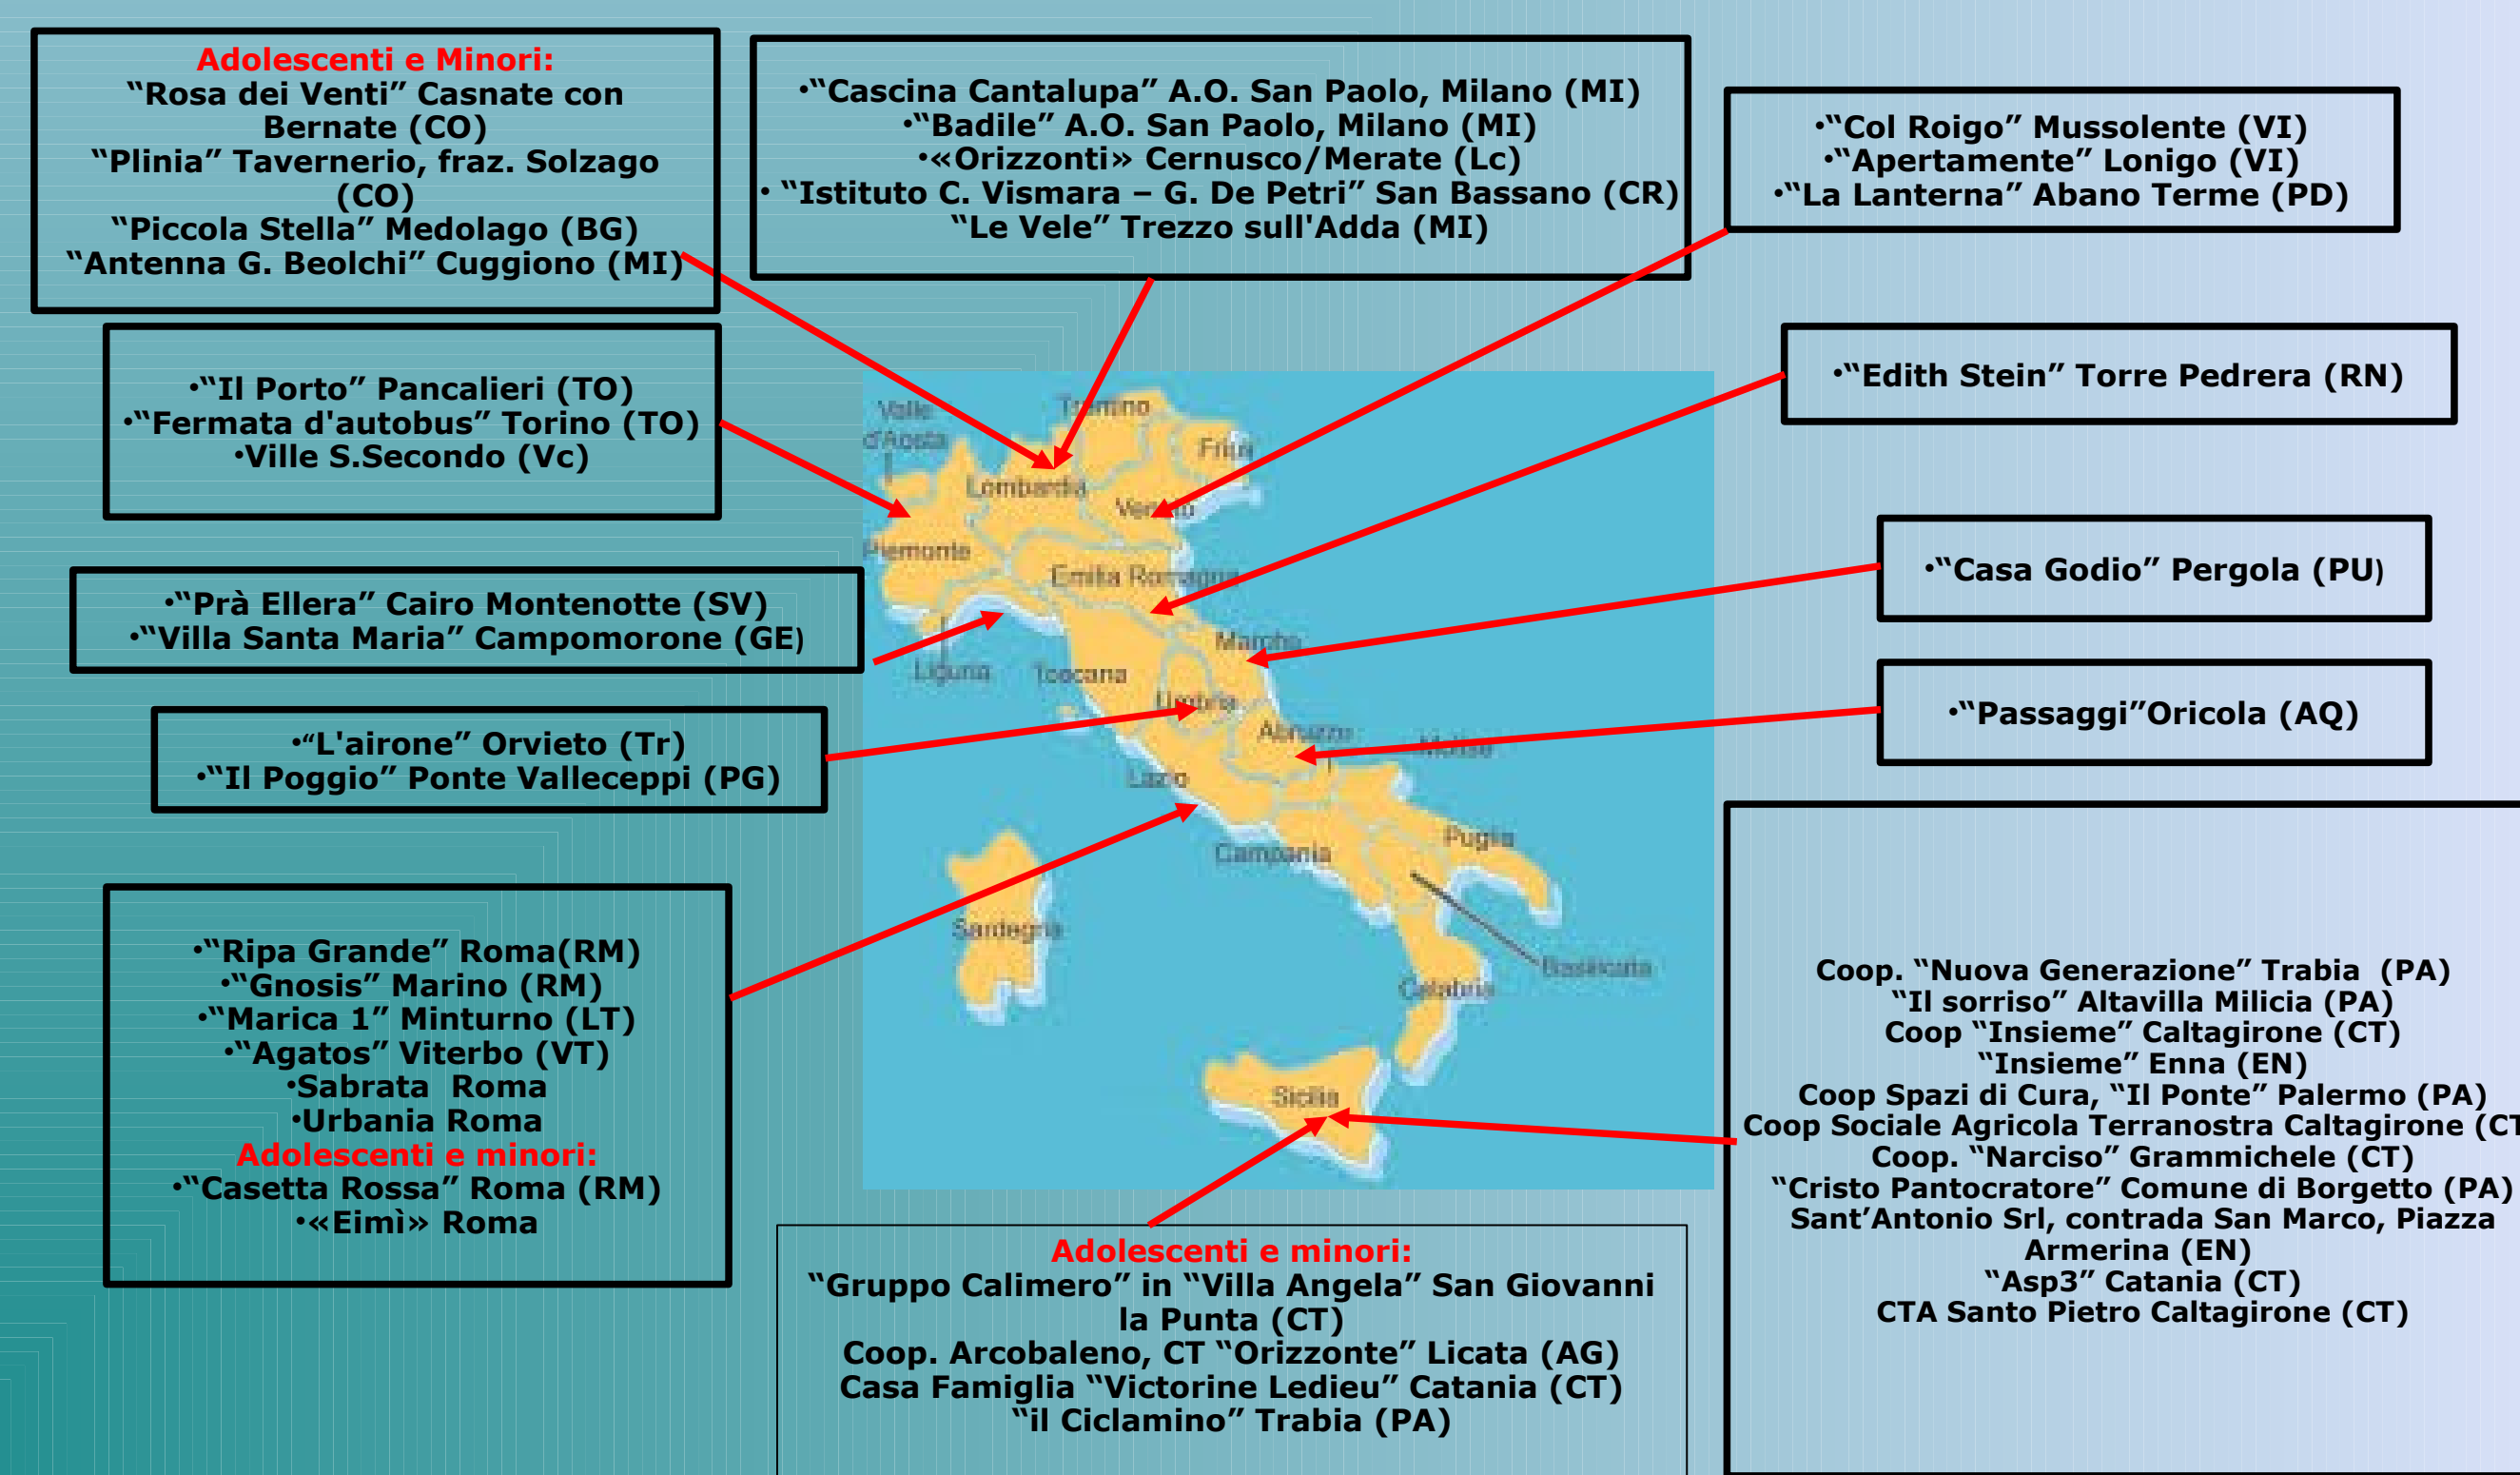 Adolescenti e Minori:
“Rosa dei Venti” Casnate con
Bernate (CO)
“Plinia” Tavernerio, fraz. Solzago
(CO)
“Piccola Stella” Medolago (BG)
“Antenna G. Beolchi” Cuggiono (MI)
•“Cascina Cantalupa” A.O. San Paolo, Milano (MI)
•“Badile” A.O. San Paolo, Milano (MI)
•«Orizzonti» Cernusco/Merate (Lc)
• “Istituto C. Vismara – G. De Petri” San Bassano (CR)
“Le Vele” Trezzo sull'Adda (MI)
•“Col Roigo” Mussolente (VI)
•“Apertamente” Lonigo (VI)
•“La Lanterna” Abano Terme (PD)
•“Il Porto” Pancalieri (TO)
•“Fermata d'autobus” Torino (TO)
•Ville S.Secondo (Vc)
•“Edith Stein” Torre Pedrera (RN)
•“Prà Ellera” Cairo Montenotte (SV)
•“Villa Santa Maria” Campomorone (GE)
•“Casa Godio” Pergola (PU)
•“L'airone” Orvieto (Tr)
•“Il Poggio” Ponte Valleceppi (PG)
•“Passaggi”Oricola (AQ)
•“Ripa Grande” Roma(RM)
•“Gnosis” Marino (RM)
•“Marica 1” Minturno (LT)
•“Agatos” Viterbo (VT)
•Sabrata  Roma
•Urbania Roma
Adolescenti e minori:
•“Casetta Rossa” Roma (RM)
•«Eimì» Roma
Valle
d'Aosta
Trentino
Friuli
Lombardia
Veneto
Piemonte
Emilia Romagna
Liguria
Toscana
Marche
Umbria
Abruzzo
Molise
Lazio
Campania
Puglia
Sardegna
Basilicata
Calabria
Sicilia
Adolescenti e minori:
“Gruppo Calimero” in “Villa Angela” San Giovanni
la Punta (CT)
Coop. Arcobaleno, CT “Orizzonte” Licata (AG)
Casa Famiglia “Victorine Ledieu” Catania (CT)
“il Ciclamino” Trabia (PA)
Coop. “Nuova Generazione” Trabia  (PA)
“Il sorriso” Altavilla Milicia (PA)
Coop “Insieme” Caltagirone (CT)
“Insieme” Enna (EN)
Coop Spazi di Cura, “Il Ponte” Palermo (PA)
Coop Sociale Agricola Terranostra Caltagirone (CT
Coop. “Narciso” Grammichele (CT)
“Cristo Pantocratore” Comune di Borgetto (PA)
Sant’Antonio Srl, contrada San Marco, Piazza
Armerina (EN)
“Asp3” Catania (CT)
CTA Santo Pietro Caltagirone (CT)